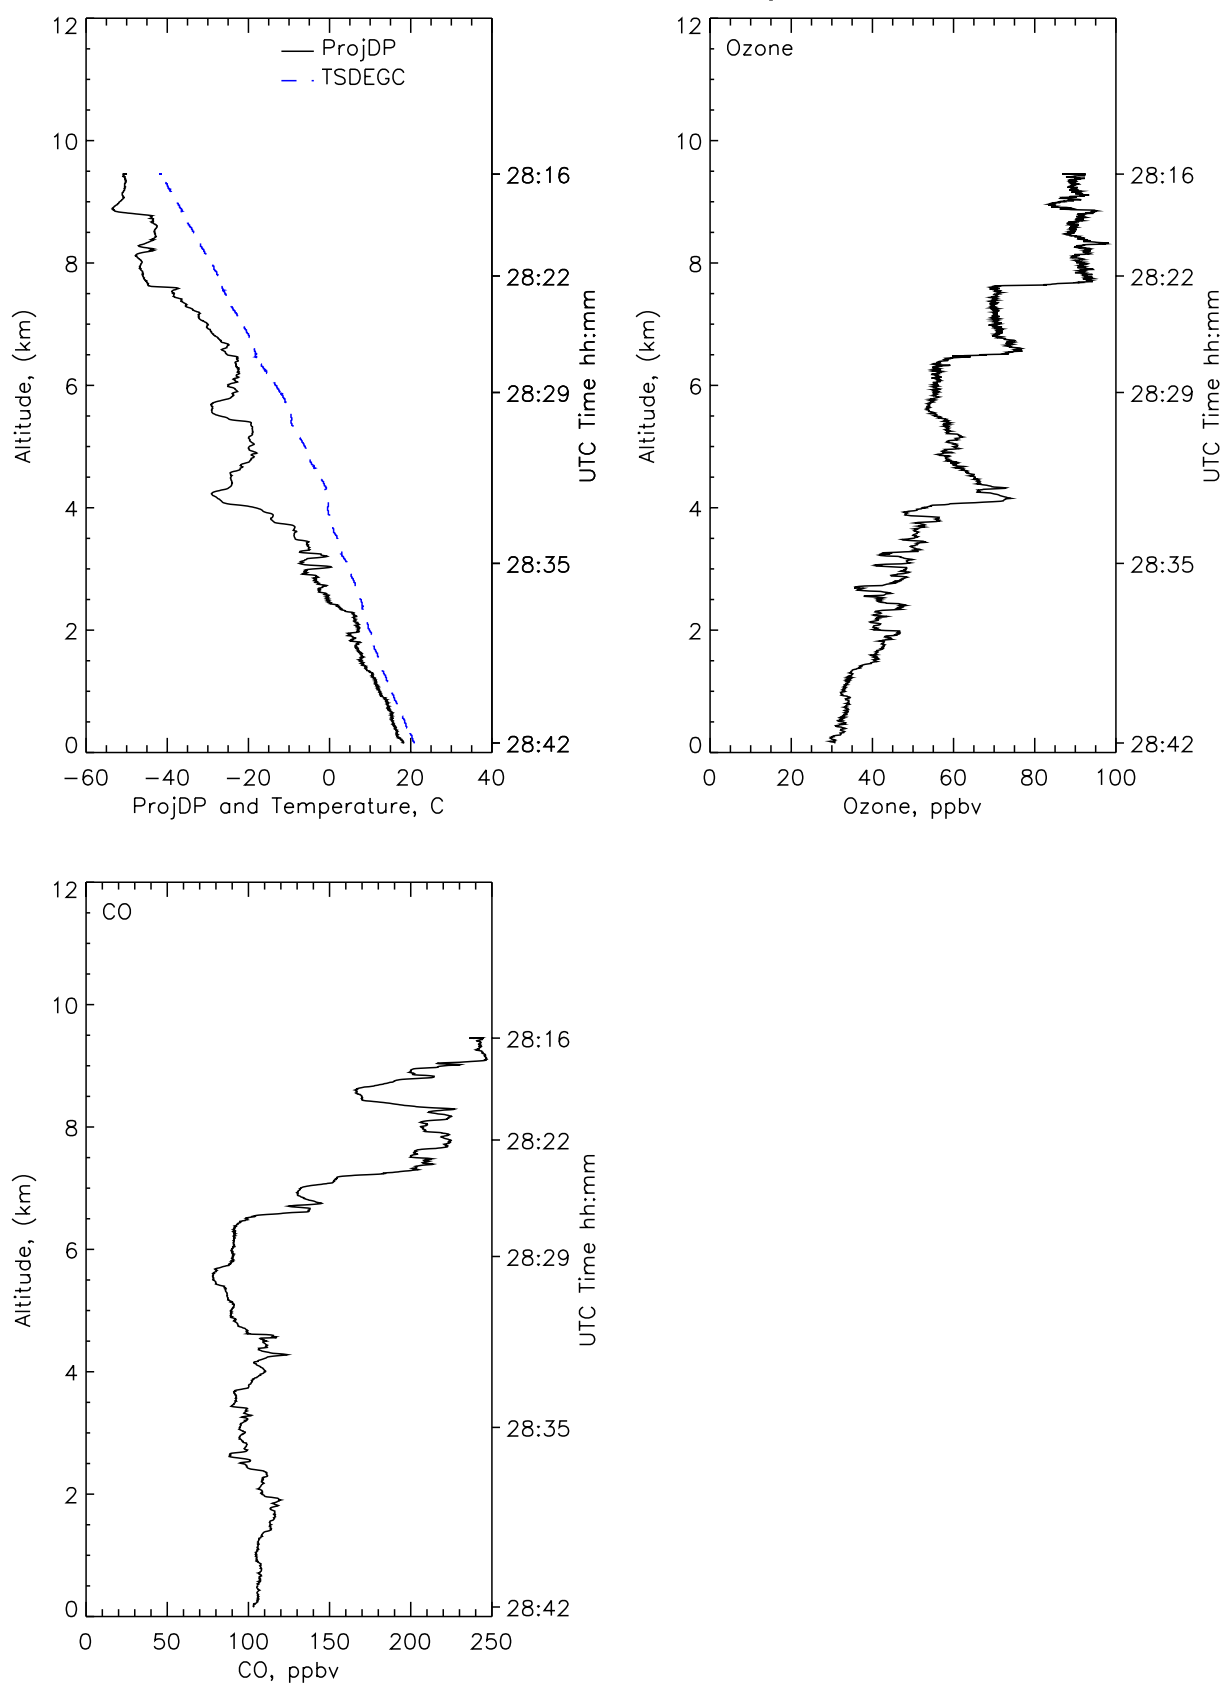 12
10
8
6
4
2
0
Altitude, (km)
ProjDP
TSDEGC
28:16
28:22
28:29
28:35
28:42
UTC Time hh:mm
−60 −40 −20 0 20 40
ProjDP and Temperature, C
12
10
8
6
4
2
0
Altitude, (km)
Ozone
28:16
28:22
28:29
28:35
28:42
UTC Time hh:mm
0 20 40 60 80 100
Ozone, ppbv
12
10
8
6
4
2
0
Altitude, (km)
CO
28:16
28:22
28:29
28:35
28:42
UTC Time hh:mm
0 50 100 150 200 250
CO, ppbv